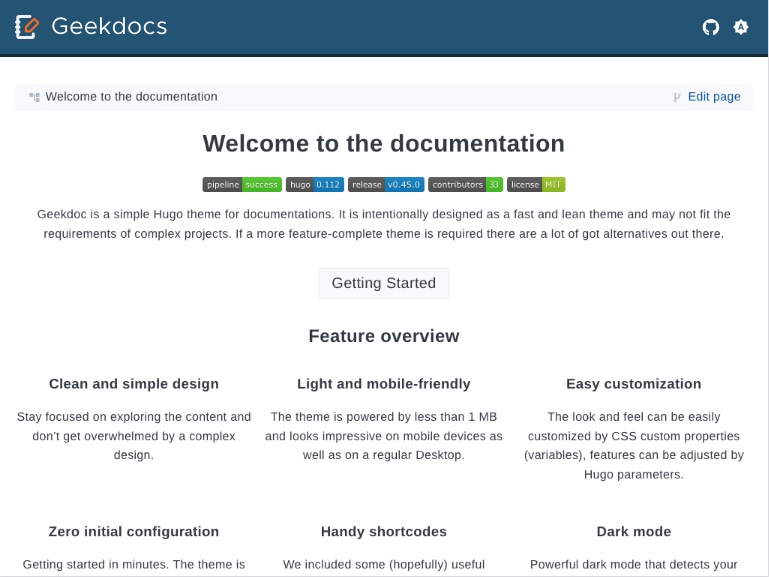 Geekdocs
Welcome to the documentation
Edit page
Welcome to the documentation
pipeline success hugo 0.112 release v0.45.0 contributors 33 license MIT
Geekdoc is a simple Hugo theme for documentations. It is intentionally designed as a fast and lean theme and may not fit the
requirements of complex projects. If a more feature-complete theme is required there are a lot of got alternatives out there.
Getting Started
Feature overview
Clean and simple design
Stay focused on exploring the content and
don't get overwhelmed by a complex
design.
Light and mobile-friendly
The theme is powered by less than 1 MB
and looks impressive on mobile devices as
well as on a regular Desktop.
Easy customization
The look and feel can be easily
customized by CSS custom properties
(variables), features can be adjusted by
Hugo parameters.
Zero initial configuration
Getting started in minutes. The theme is
Handy shortcodes
We included some (hopefully) useful
Dark mode
Powerful dark mode that detects your